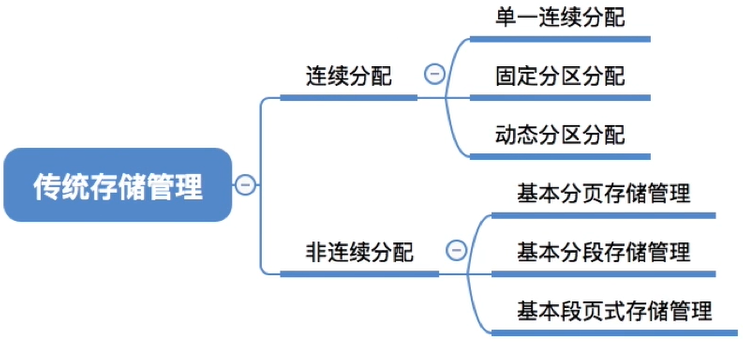 传统存储管理
连续分配
单一连续分配
固定分区分配
动态分区分配
非连续分配
基本分页存储管理
基本分段存储管理
基本段页式存储管理